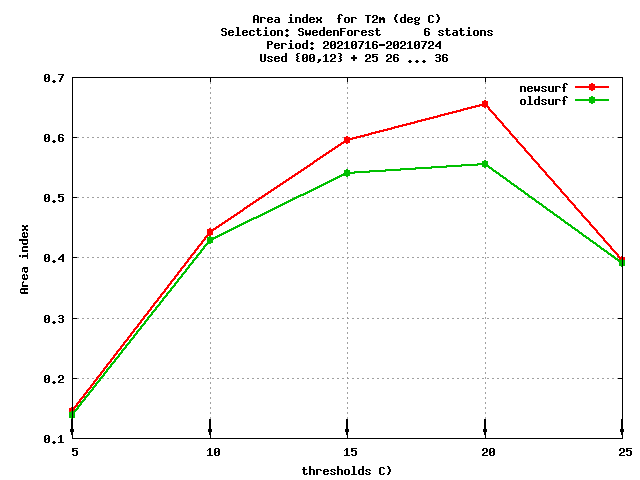 Area index  for T2m (deg C)
Selection: SwedenForest      6 stations
Period: 20210716-20210724
Used {00,12} + 25 26 ... 36
newsurf
oldsurf
0.7
0.6
0.5
0.4
0.3
0.2
0.1
Area index
5 10 15 20 25
thresholds C)